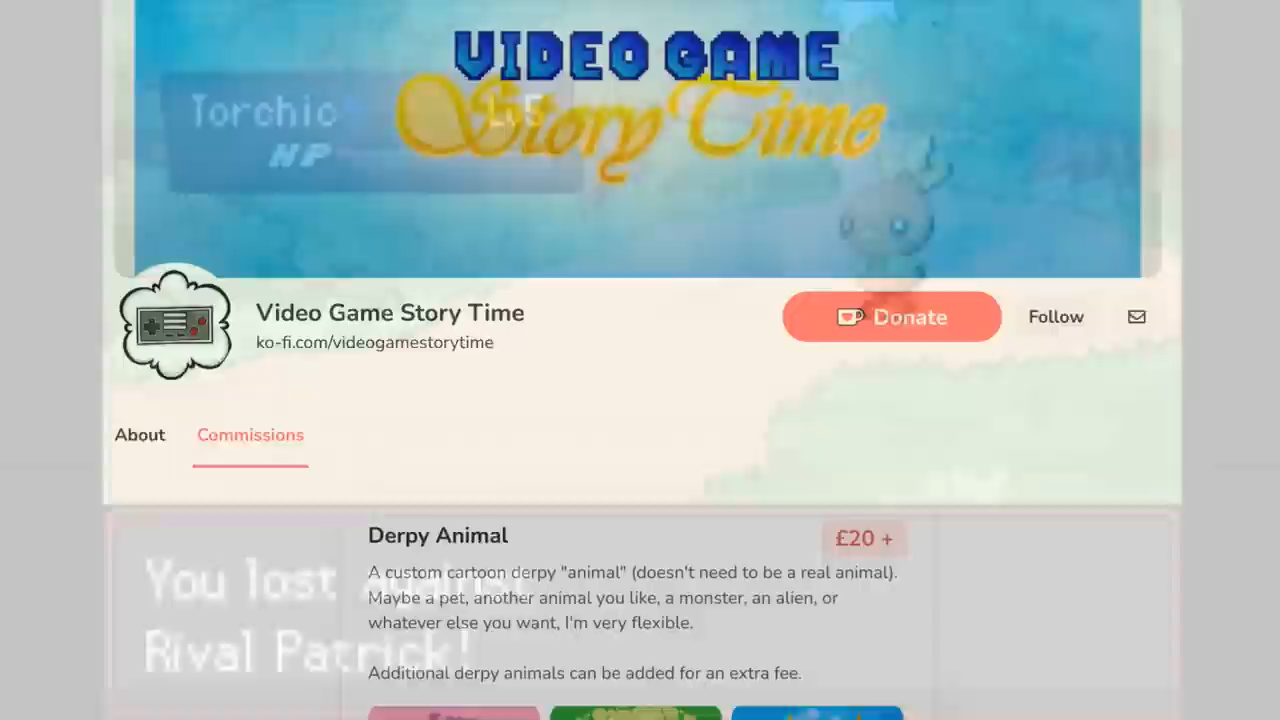 VIDEO GAME
Story Time
Torchic Lv5
HP
Video Game Story Time
ko-fi.com/videogamestorytime
Donate
Follow
About
Commissions
Derpy Animal
£20 +
A custom cartoon derpy "animal" (doesn't need to be a real animal).
Maybe a pet, another animal you like, a monster, an alien, or
whatever else you want, I'm very flexible.
Additional derpy animals can be added for an extra fee.
You lost against
Rival Patrick!